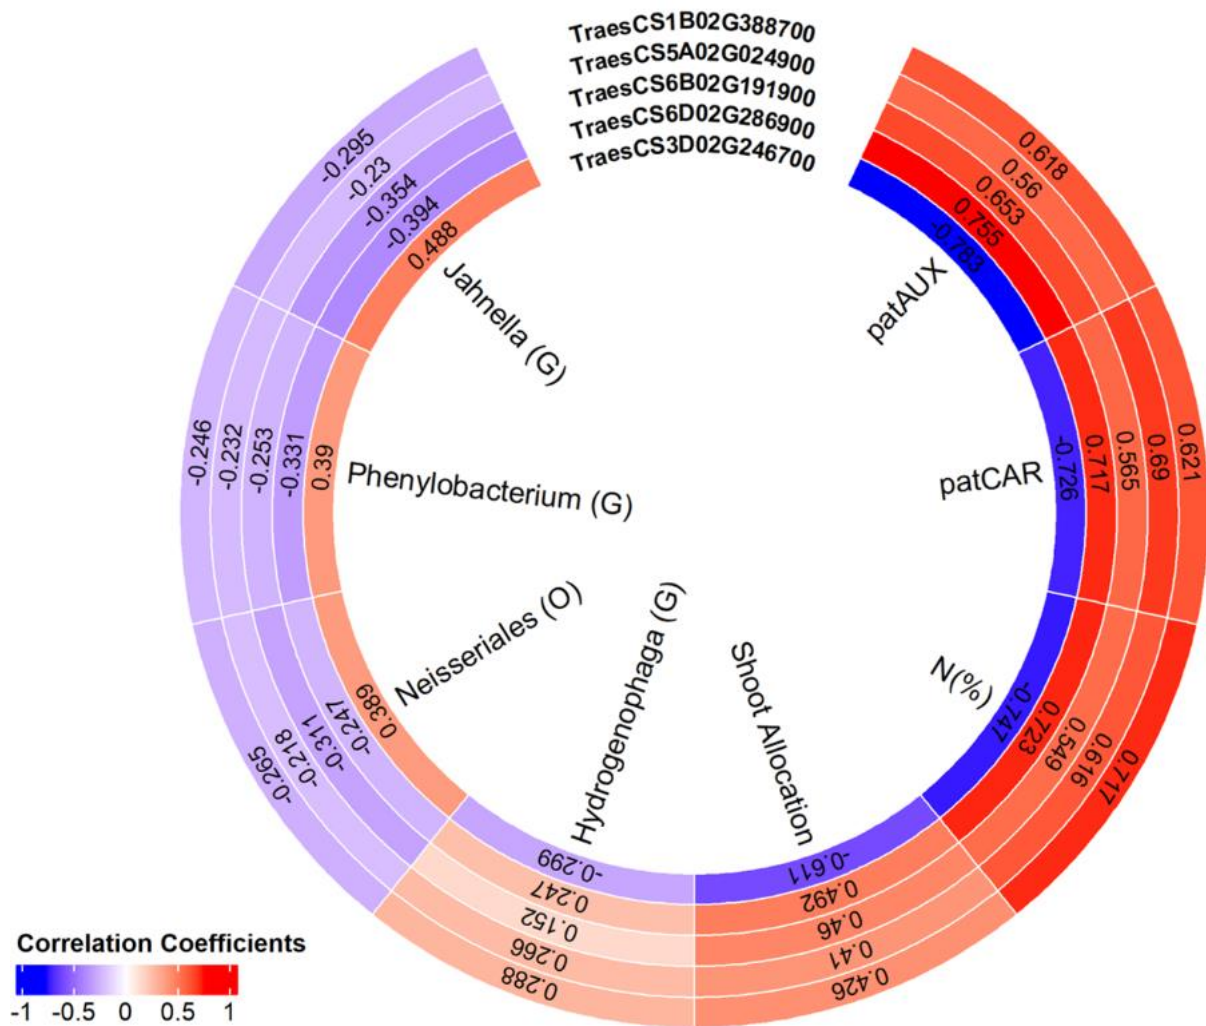 TraesCS1B02G388700
TraesCS5A02G024900
TraesCS6B02G191900
TraesCS6D02G286900
TraesCS3D02G246700
0.618
0.56
0.653
0.755
-0.783
patAUX
0.621
0.69
0.565
0.717
-0.726
patCAR
0.717
0.616
0.549
0.723
-0.747
N(%)
0.426
0.41
0.46
0.492
-0.611
Shoot Allocation
0.288
0.266
0.152
0.247
-0.299
Hydrogenophaga (G)
-0.265
-0.218
-0.311
-0.247
0.389
Neisseriales (O)
-0.246
-0.232
-0.253
-0.331
0.39
Phenylobacterium (G)
-0.295
-0.23
-0.354
-0.394
0.488
Jahnella (G)
Correlation Coefficients
-1 -0.5 0 0.5 1